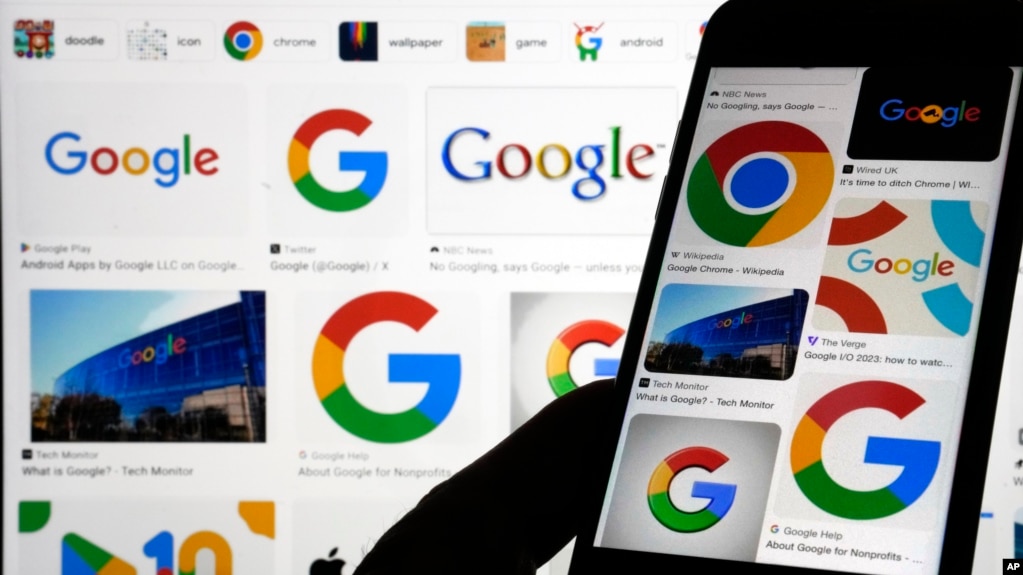 doodle
icon
chrome
wallpaper
game
android
Google
Google™
Google Play
Android Apps by Google LLC on Google...
Twitter
Google (@Google) / X
NBC News
No Googling, says Google — unless you
Google
Tech Monitor
What is Google? - Tech Monitor
Google Help
About Google for Nonprofits
10
NBC News
No Googling, says Google — ...
Google
Wired UK
It's time to ditch Chrome | WI...
Wikipedia
Google Chrome - Wikipedia
Google
The Verge
Google I/O 2023: how to watc...
Google
Tech Monitor
What is Google? - Tech Monitor
Google Help
About Google for Nonprofits - ...
AP